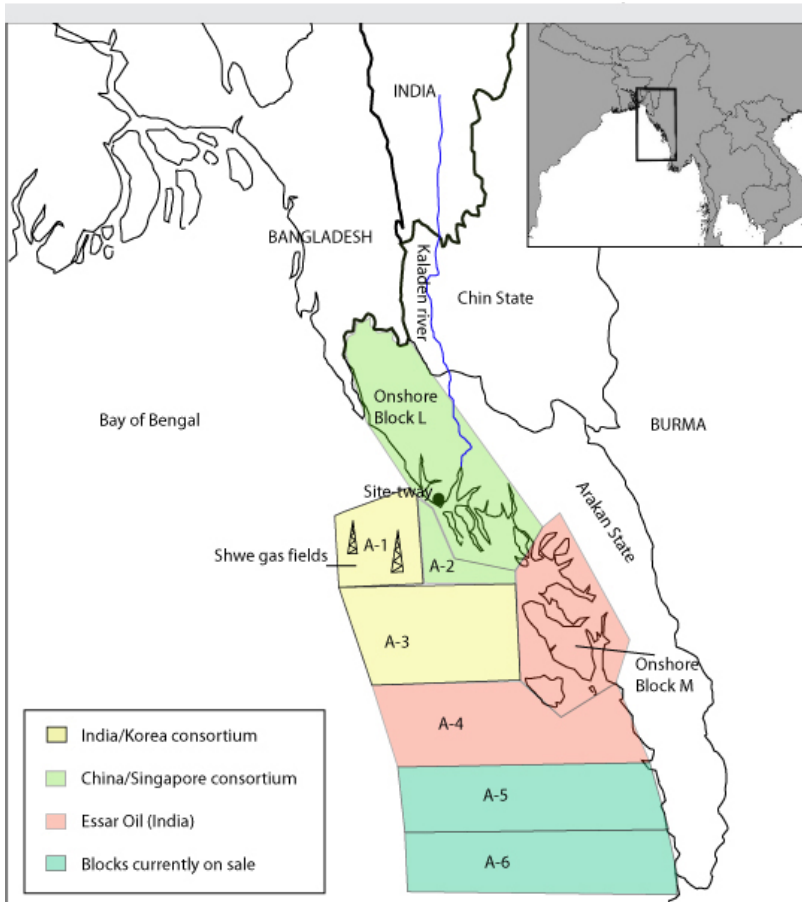 INDIA
BANGLADESH
Kaladen river
Chin State
Onshore
Block L
Bay of Bengal
BURMA
Site-tway
Arakan State
A-1
Shwe gas fields
A-2
A-3
Onshore
Block M
A-4
India/Korea consortium
China/Singapore consortium
A-5
Essar Oil (India)
Blocks currently on sale
A-6